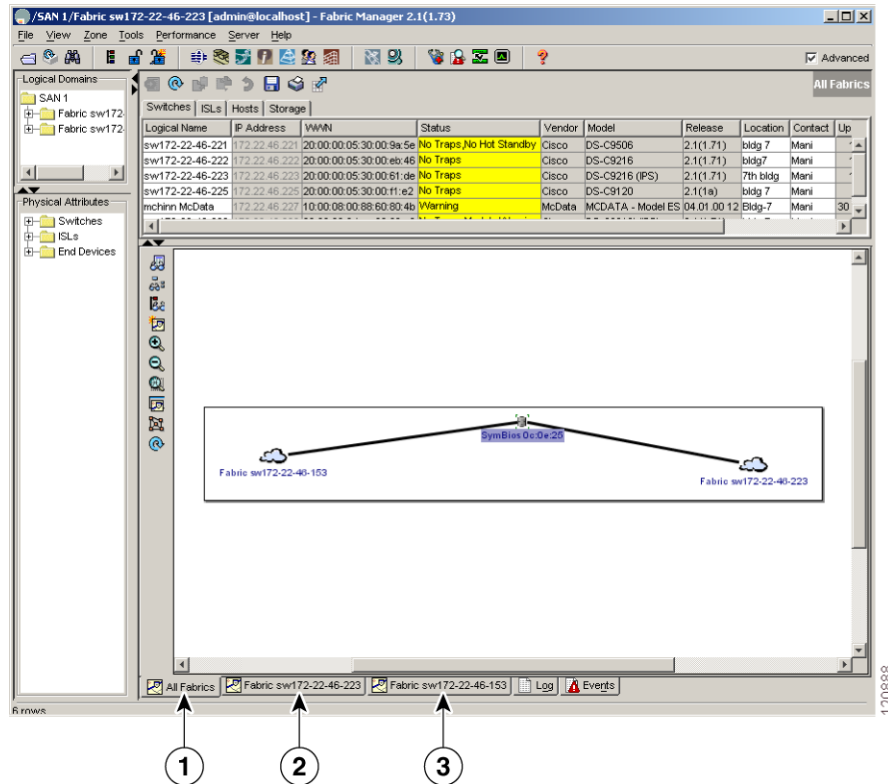 /SAN 1/Fabric sw172-22-46-223 [admin@localhost] - Fabric Manager 2.1(1.73)
File View Zone Tools Performance Server Help
Advanced
Logical Domains
SAN 1
Fabric sw172-
Fabric sw172-
All Fabrics
Switches ISLs Hosts Storage
Logical Name IP Address WWN Status Vendor Model Release Location Contact Up
sw172-22-46-221 172.22.46.221 20:00:00:05:30:00:9a:5e No Traps,No Hot Standby Cisco DS-C9506 2.1(1.71) bldg 7 Mani
sw172-22-46-222 172.22.46.222 20:00:00:05:30:00:eb:46 No Traps Cisco DS-C9216 2.1(1.71) bldg7 Mani
sw172-22-46-223 172.22.46.223 20:00:00:05:30:00:61:de No Traps Cisco DS-C9216 (IPS) 2.1(1.71) 7th bldg Mani
sw172-22-46-225 172.22.46.225 20:00:00:05:30:00:f1:e2 No Traps Cisco DS-C9120 2.1(1a) bldg 7 Mani
mchinn McData 172.22.46.227 10:00:08:00:88:60:80:4b Warning McData MCDATA - Model ES 04.01.00 12 Bldg-7 Mani 30
Physical Attributes
Switches
ISLs
End Devices
SymBios 0c:0e:25
Fabric sw172-22-46-153
Fabric sw172-22-46-223
All Fabrics Fabric sw172-22-46-223 Fabric sw172-22-46-153 Log Events
6 rows
120888
1 2 3